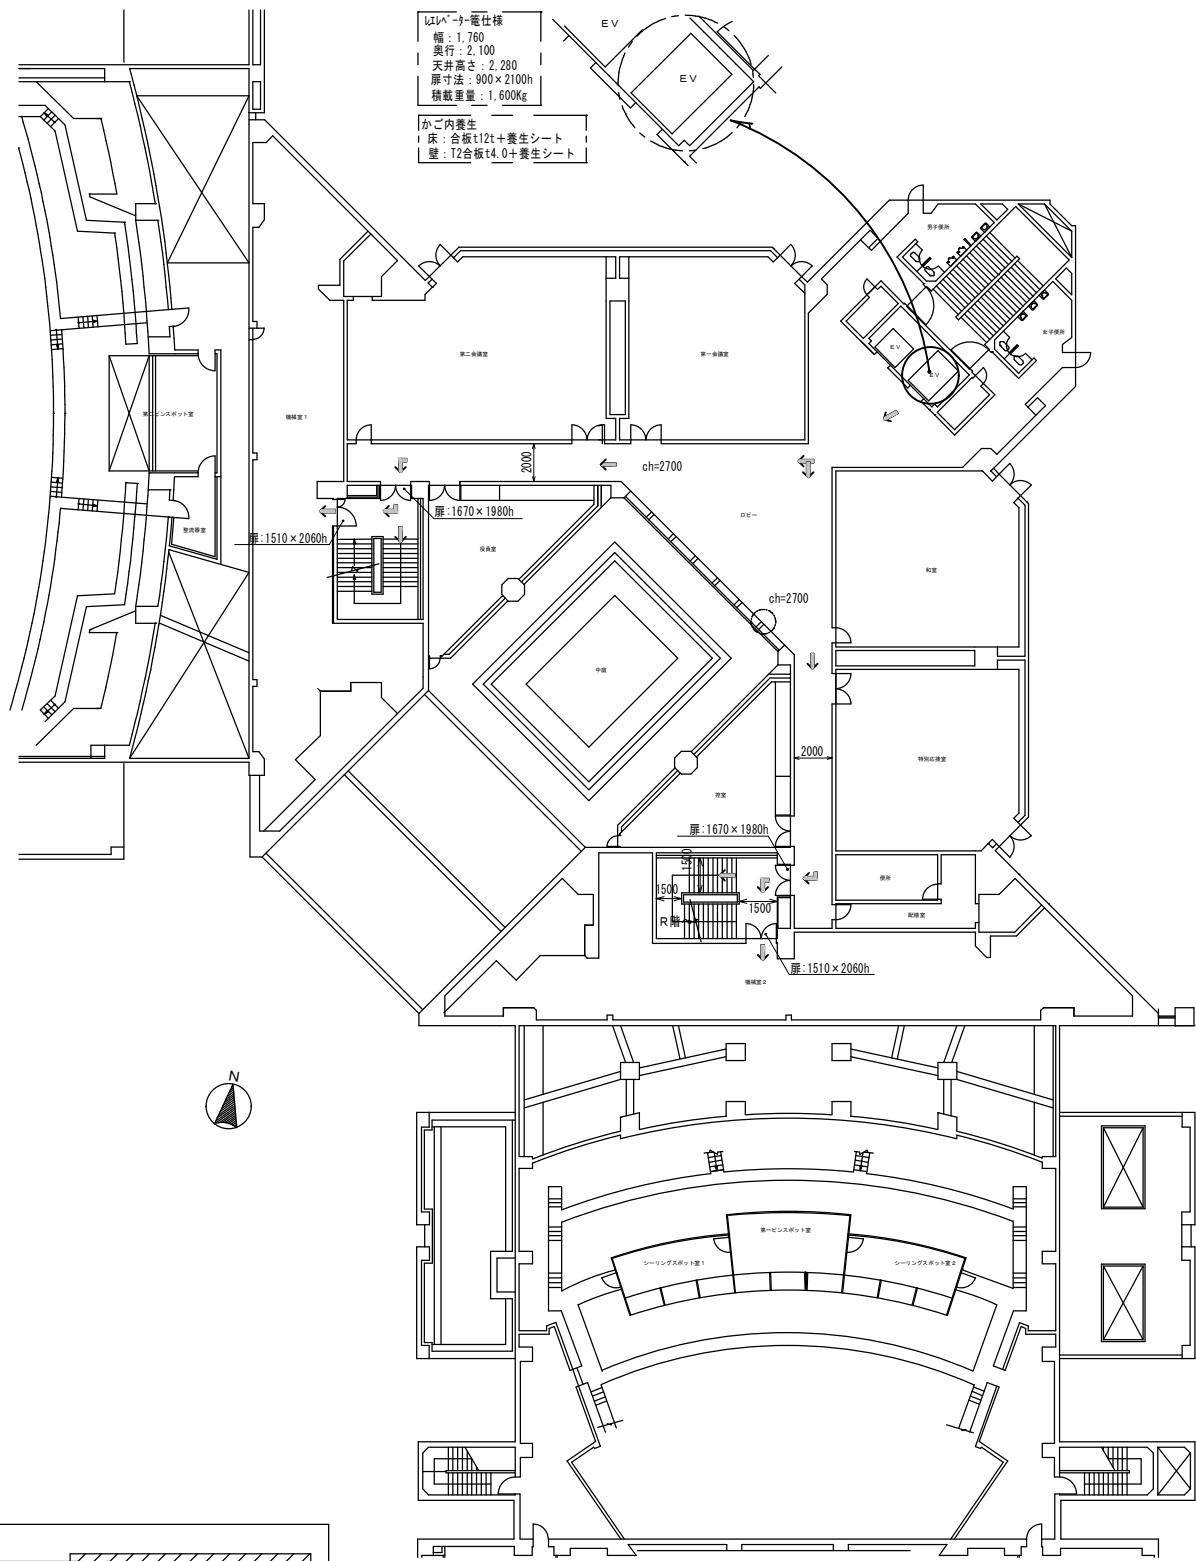 ｴﾚﾍﾞｰﾀｰ篭仕様
幅：1,760
奥行：2,100
天井高さ：2,280
扉寸法：900×2100h
積載重量：1,600Kg
かご内養生
床：合板t12t＋養生シート
壁：T2合板t4.0＋養生シート
ＥＶ
ＥＶ
男子便所
女子便所
ＥＶ
ＥＶ
第二会議室
第一会議室
機械室１
2000
ch=2700
扉:1670×1980h
扉:1510×2060h
ロビー
整流器室
役員室
和室
ch=2700
中庭
2000
特別応接室
控室
扉:1670×1980h
1500
1500
1500
便所
配膳室
Ｒ階
扉:1510×2060h
機械室２
N
第一ピンスポット室
シーリングスポット室１
シーリングスポット室２